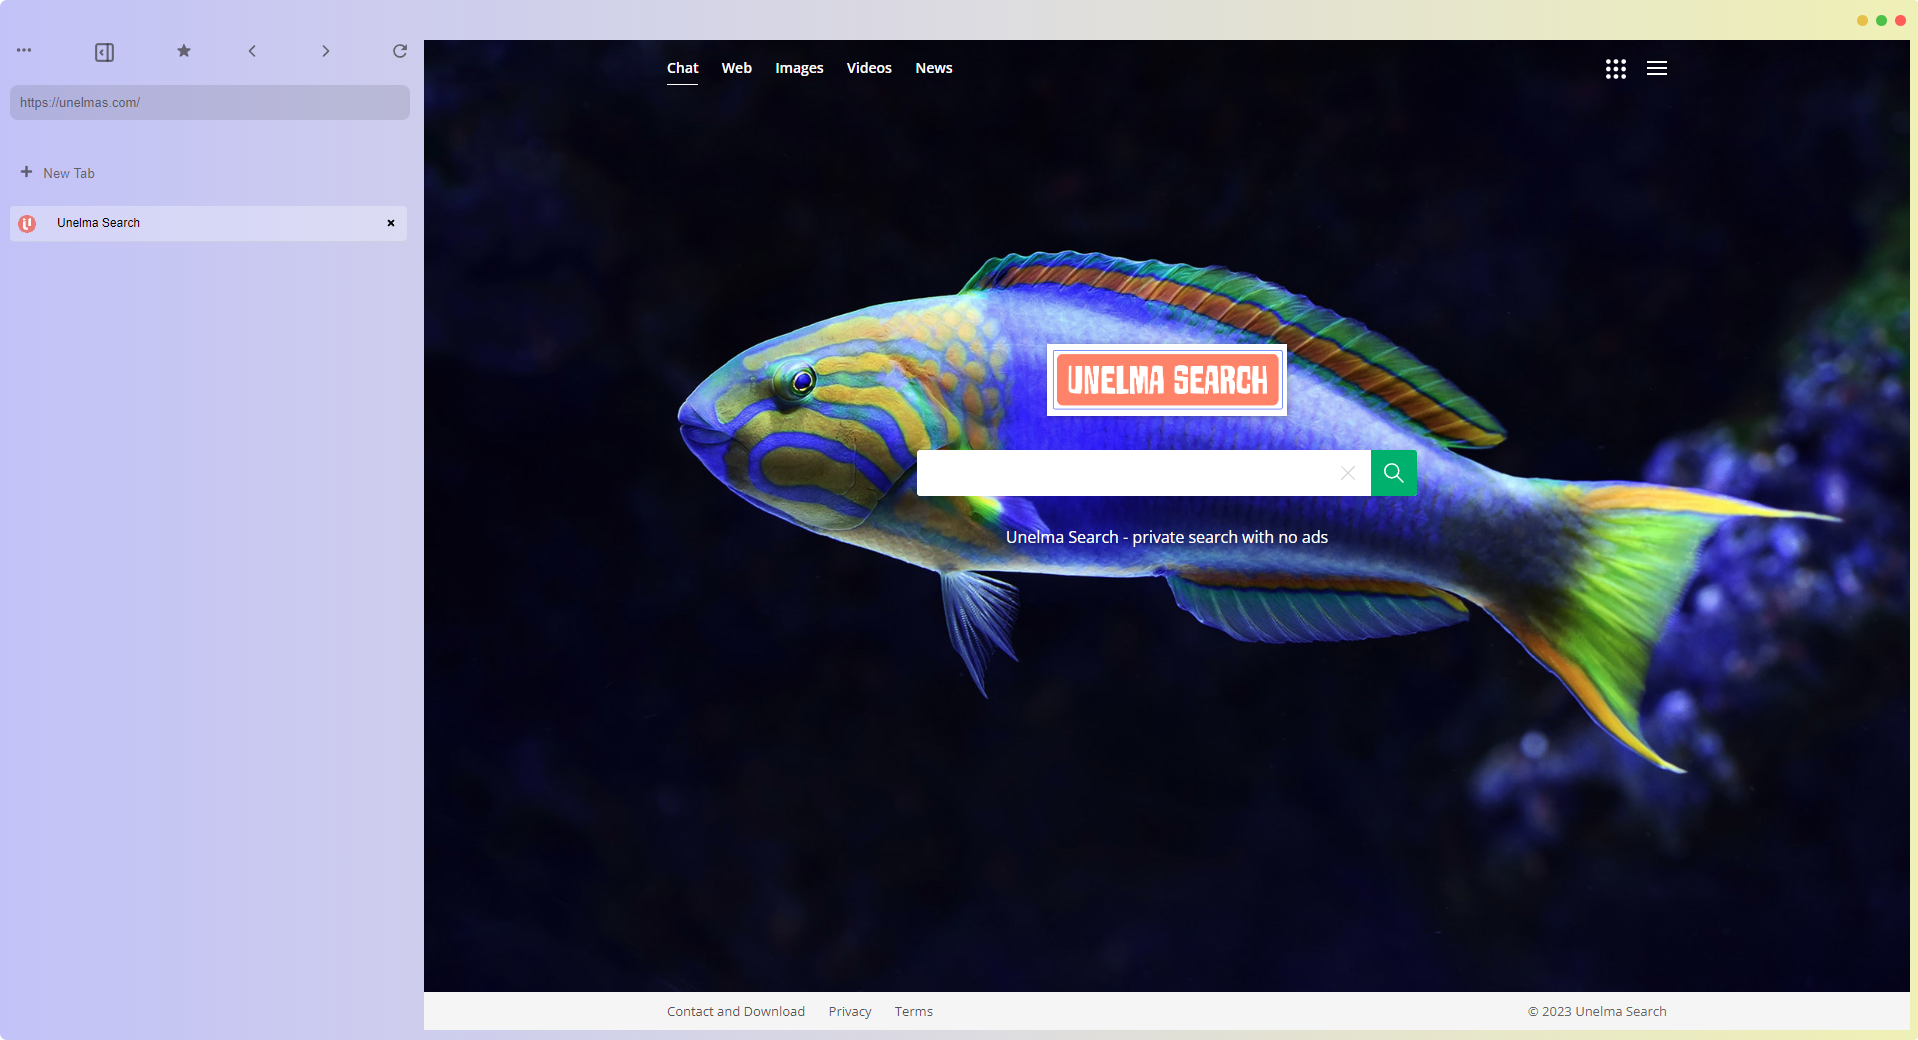 https://unelmas.com/
New Tab
Unelma Search
Chat Web Images Videos News
UNELMA SEARCH
Unelma Search - private search with no ads
Contact and Download Privacy Terms © 2023 Unelma Search